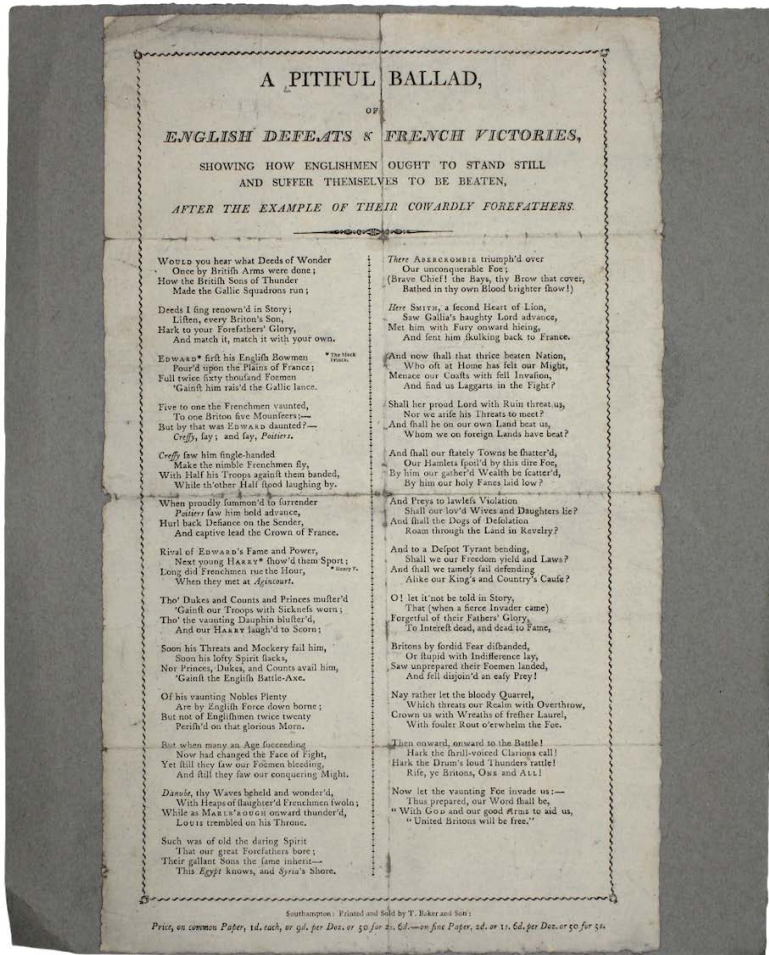 A PITIFUL BALLAD,
OF
ENGLISH DEFEATS & FRENCH VICTORIES,
SHOWING HOW ENGLISHMEN OUGHT TO STAND STILL
AND SUFFER THEMSELVES TO BE BEATEN,
AFTER THE EXAMPLE OF THEIR COWARDLY FOREFATHERS.
WOULD you hear what Deeds of Wonder
Once by Britiſh Arms were done;
How the Britiſh Sons of Thunder
Made the Gallic Squadrons run;
Deeds I ſing renown'd in Story;
Liſten, every Briton's Son,
Hark to your Forefathers' Glory,
And match it, match it with your own.
EDWARD* firſt his Engliſh Bowmen
* The Black Prince.
Pour'd upon the Plains of France;
Full twice ſixty thouſand Foemen
'Gainſt him rais'd the Gallic lance.
Five to one the Frenchmen vaunted,
To one Briton five Mounſeers;—
But by that was EDWARD daunted?—
Creſſy, ſay; and ſay, Poitiers.
Creſſy ſaw him ſingle-handed
Make the nimble Frenchmen fly,
With Half his Troops againſt them banded,
While th'other Half ſtood laughing by.
When proudly ſummon'd to ſurrender
Poitiers ſaw him bold advance,
Hurl back Defiance on the Sender,
And captive lead the Crown of France.
Rival of EDWARD's Fame and Power,
Next young HARRY* ſhow'd them Sport;
Long did Frenchmen rue the Hour,
* Henry V.
When they met at Agincourt.
Tho' Dukes and Counts and Princes muſter'd
'Gainſt our Troops with Sickneſs worn;
Tho' the vaunting Dauphin bluſter'd,
And our HARRY laugh'd to Scorn;
Soon his Threats and Mockery fail him,
Soon his lofty Spirit ſlacks,
Nor Princes, Dukes, and Counts avail him,
'Gainſt the Engliſh Battle-Axe.
Of his vaunting Nobles Plenty
Are by Engliſh Force down borne;
But not of Engliſhmen twice twenty
Periſh'd on that glorious Morn.
But when many an Age ſucceeding
Now had changed the Face of Fight,
Yet ſtill they ſaw our Foemen bleeding,
And ſtill they ſaw our conquering Might.
Danube, thy Waves beheld and wonder'd,
With Heaps of ſlaughter'd Frenchmen ſwoln;
While as MARLB'ROUGH onward thunder'd,
LOUIS trembled on his Throne.
Such was of old the daring Spirit
That our great Forefathers bore;
Their gallant Sons the ſame inherit—
This Egypt knows, and Syria's Shore.
There ABERCROMBIE triumph'd over
Our unconquerable Foe;
(Brave Chief! the Bays, thy Brow that cover,
Bathed in thy own Blood brighter ſhow!)
Here SMITH, a ſecond Heart of Lion,
Saw Gallia's haughty Lord advance,
Met him with Fury onward hieing,
And ſent him ſkulking back to France.
And now ſhall that thrice beaten Nation,
Who oft at Home has felt our Might,
Menace our Coaſts with fell Invaſion,
And find us Laggarts in the Fight?
Shall her proud Lord with Ruin threat us,
Nor we ariſe his Threats to meet?
And ſhall he on our own Land beat us,
Whom we on foreign Lands have beat?
And ſhall our ſtately Towns be ſhatter'd,
Our Hamlets ſpoil'd by this dire Foe,
By him our gather'd Wealth be ſcatter'd,
By him our holy Fanes laid low?
And Preys to lawleſs Violation
Shall our lov'd Wives and Daughters lie?
And ſhall the Dogs of Deſolation
Roam through the Land in Revelry?
And to a Deſpot Tyrant bending,
Shall we our Freedom yield and Laws?
And ſhall we tamely fail defending
Alike our King's and Country's Cauſe?
O! let it not be told in Story,
That (when a fierce Invader came)
Forgetful of their Fathers' Glory,
To Intereſt dead, and dead to Fame,
Britons by ſordid Fear diſbanded,
Or ſtupid with Indifference lay,
Saw unprepared their Foemen landed,
And fell disjoin'd an eaſy Prey!
Nay rather let the bloody Quarrel,
Which threats our Realm with Overthrow,
Crown us with Wreaths of freſher Laurel,
With fouler Rout o'erwhelm the Foe.
Then onward, onward to the Battle!
Hark the ſhrill-voiced Clarions call!
Hark the Drum's loud Thunders rattle!
Riſe, ye Britons, ONE and ALL!
Now let the vaunting Foe invade us:—
Thus prepared, our Word ſhall be,
"With GOD and our good Arms to aid us,
"United Britons will be free."
Southampton: Printed and Sold by T. Baker and Son:
Price, on common Paper, 1d. each, or 9d. per Doz. or 50 for 2s. 6d.—on fine Paper, 2d. or 1s. 6d. per Doz. or 50 for 5s.